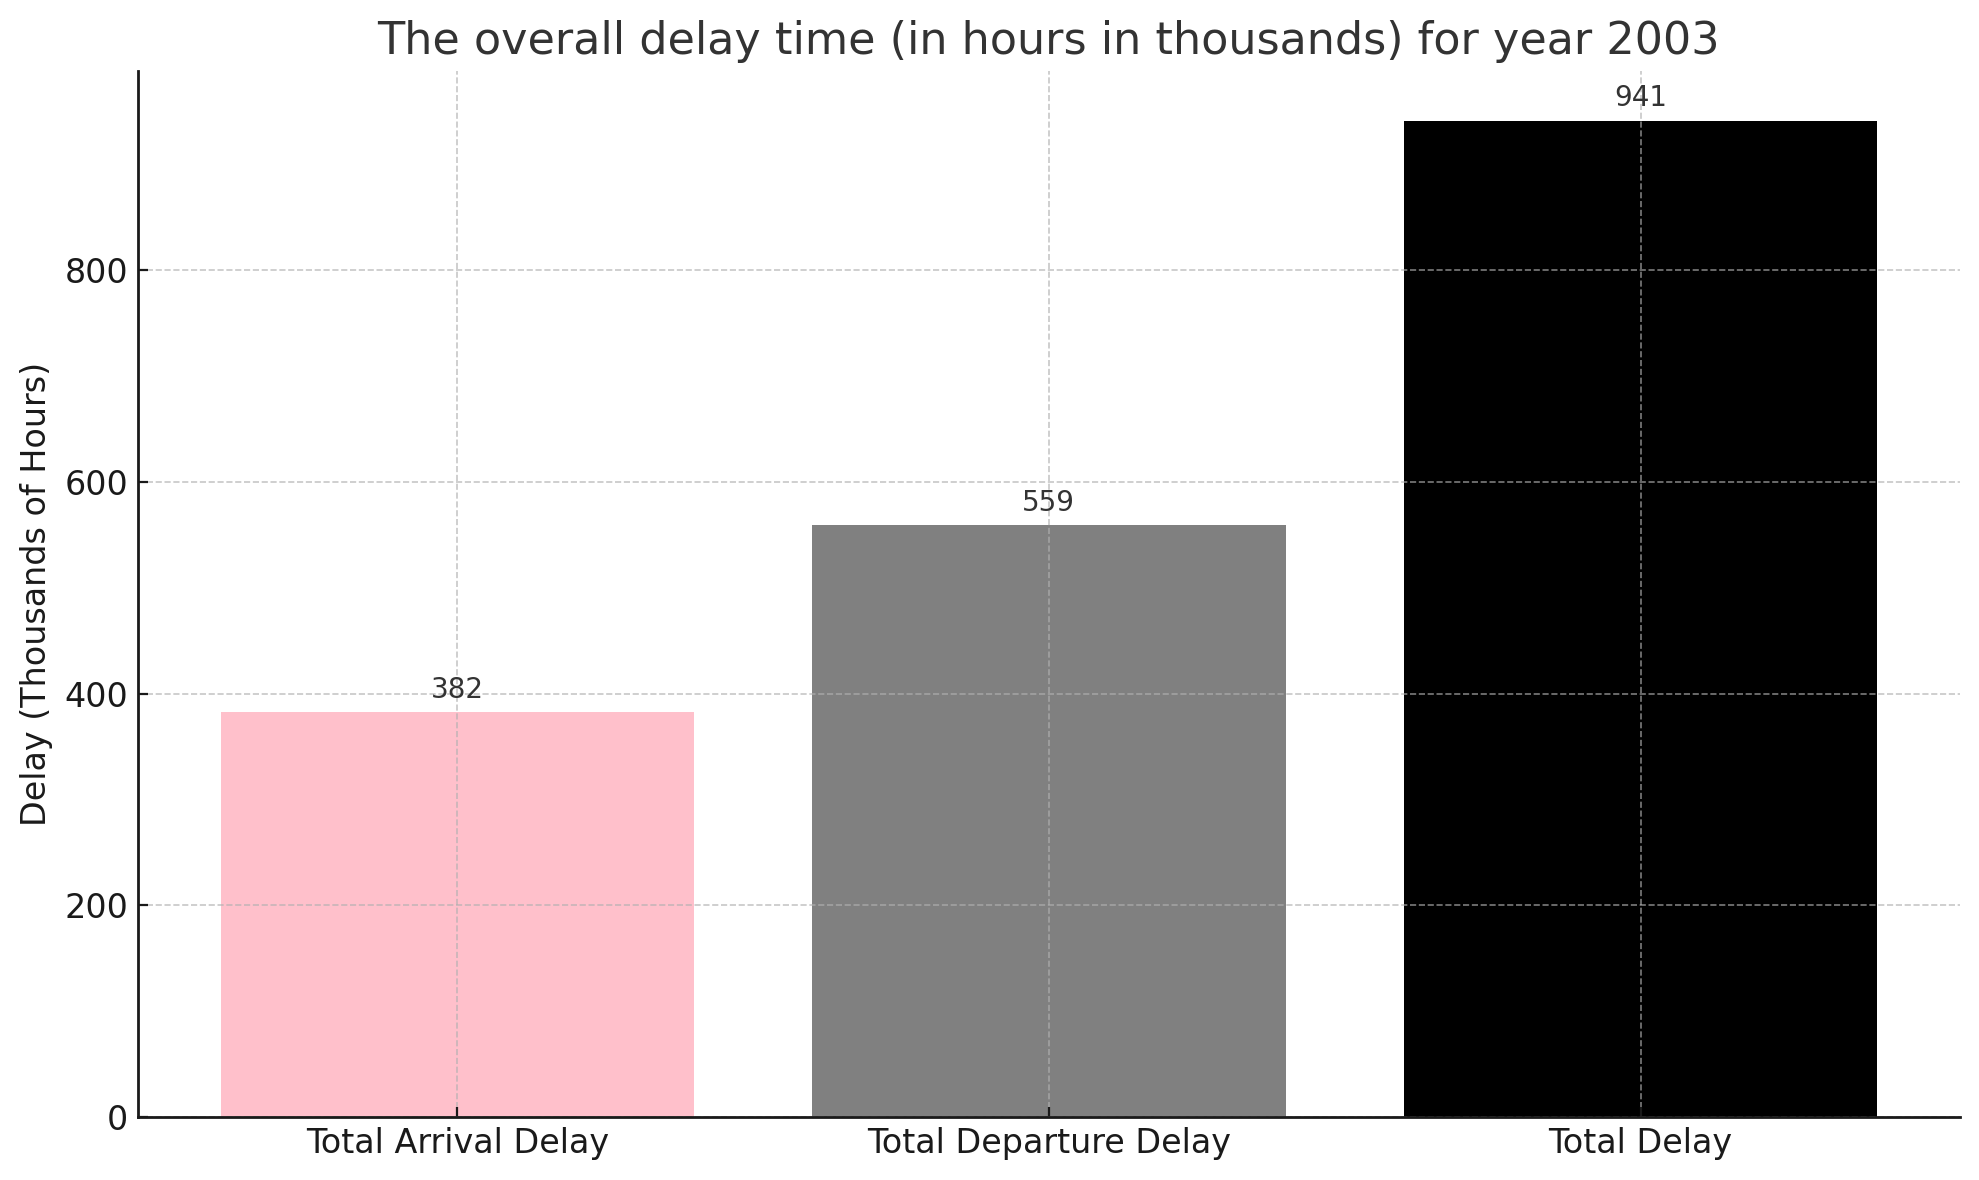 The overall delay time (in hours in thousands) for year 2003
941
800
600
559
400
382
200
0
Delay (Thousands of Hours)
Total Arrival Delay
Total Departure Delay
Total Delay